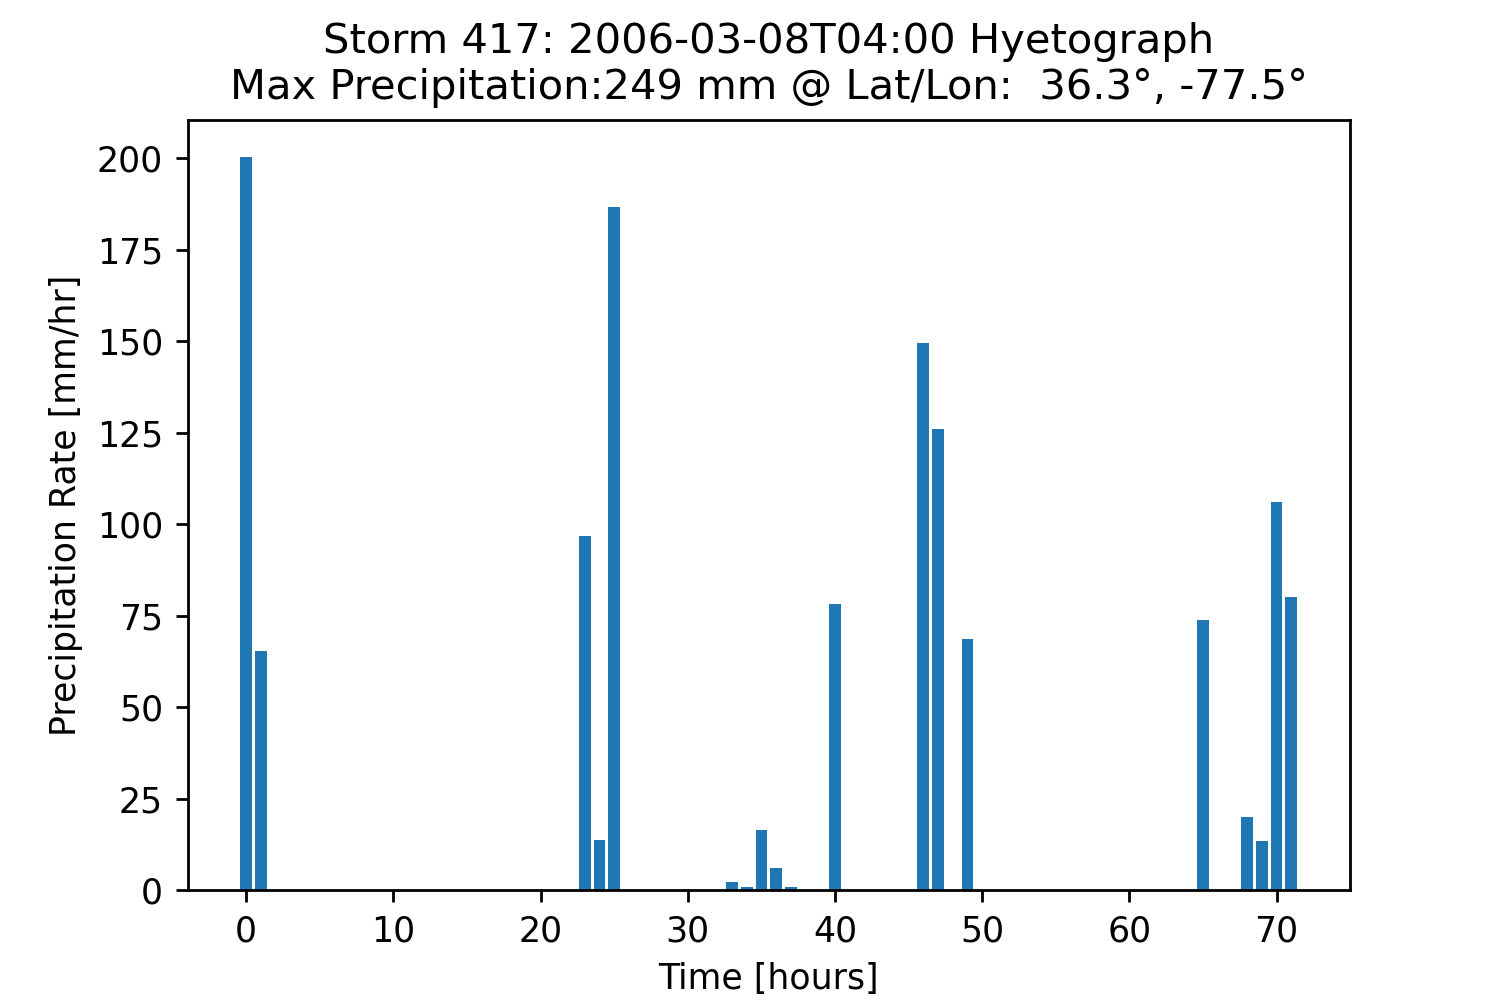 Storm 417: 2006-03-08T04:00 Hyetograph
Max Precipitation:249 mm @ Lat/Lon:  36.3°, -77.5°
Precipitation Rate [mm/hr]
200
175
150
125
100
75
50
25
0
0 10 20 30 40 50 60 70
Time [hours]